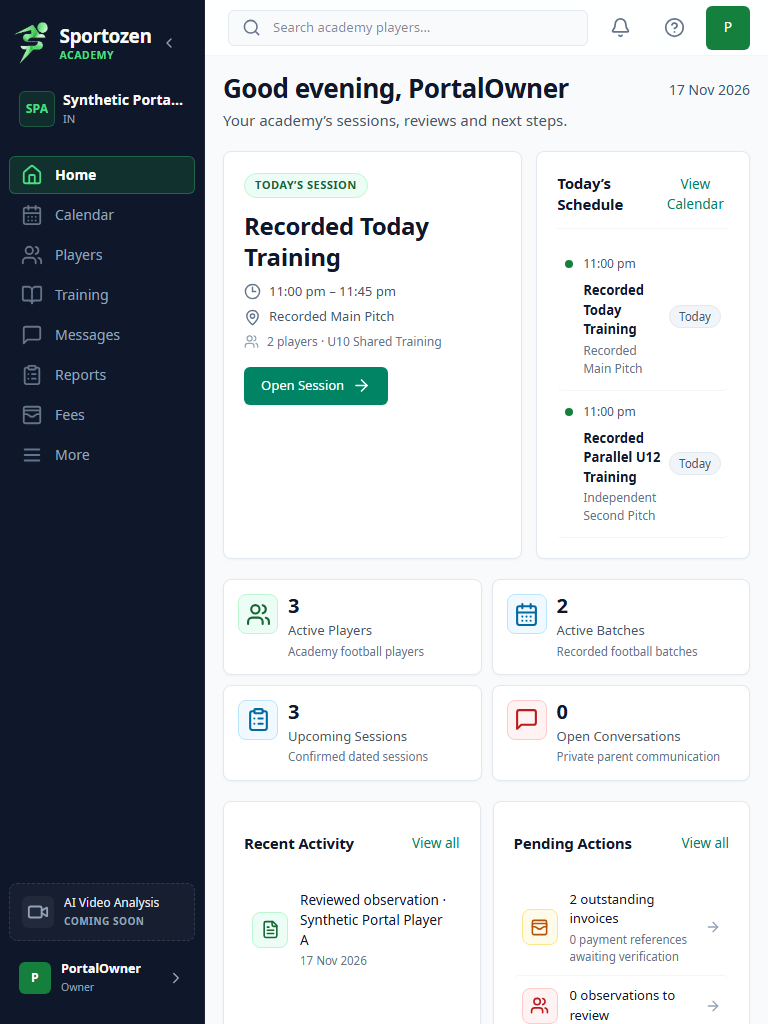 Sportozen
ACADEMY
SPA
Synthetic Porta...
IN
Home
Calendar
Players
Training
Messages
Reports
Fees
More
AI Video Analysis
COMING SOON
P
PortalOwner
Owner
Search academy players...
P
Good evening, PortalOwner
17 Nov 2026
Your academy's sessions, reviews and next steps.
TODAY'S SESSION
Recorded Today
Training
11:00 pm – 11:45 pm
Recorded Main Pitch
2 players · U10 Shared Training
Open Session
Today's
Schedule
View
Calendar
11:00 pm
Recorded
Today
Training
Today
Recorded
Main Pitch
11:00 pm
Recorded
Parallel U12
Training
Today
Independent
Second Pitch
3
Active Players
Academy football players
2
Active Batches
Recorded football batches
3
Upcoming Sessions
Confirmed dated sessions
0
Open Conversations
Private parent communication
Recent Activity
View all
Reviewed observation ·
Synthetic Portal Player
A
17 Nov 2026
Pending Actions
View all
2 outstanding
invoices
0 payment references
awaiting verification
0 observations to
review